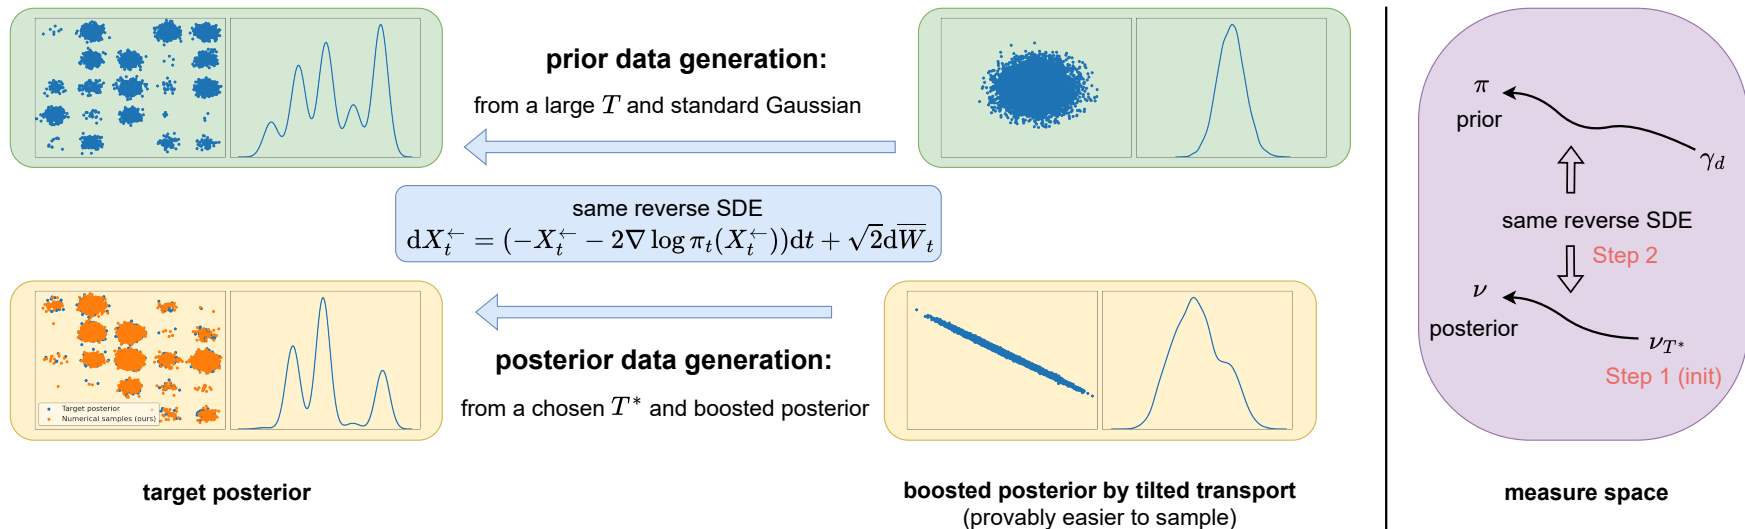 prior data generation:
from a large T and standard Gaussian
same reverse SDE
dX_t^← = (−X_t^← − 2∇ log π_t(X_t^←))dt + √2dW̅_t
Target posterior
Numerical samples (ours)
posterior data generation:
from a chosen T* and boosted posterior
target posterior
boosted posterior by tilted transport
(provably easier to sample)
π
prior
γ_d
same reverse SDE
Step 2
ν
posterior
ν_{T*}
Step 1 (init)
measure space